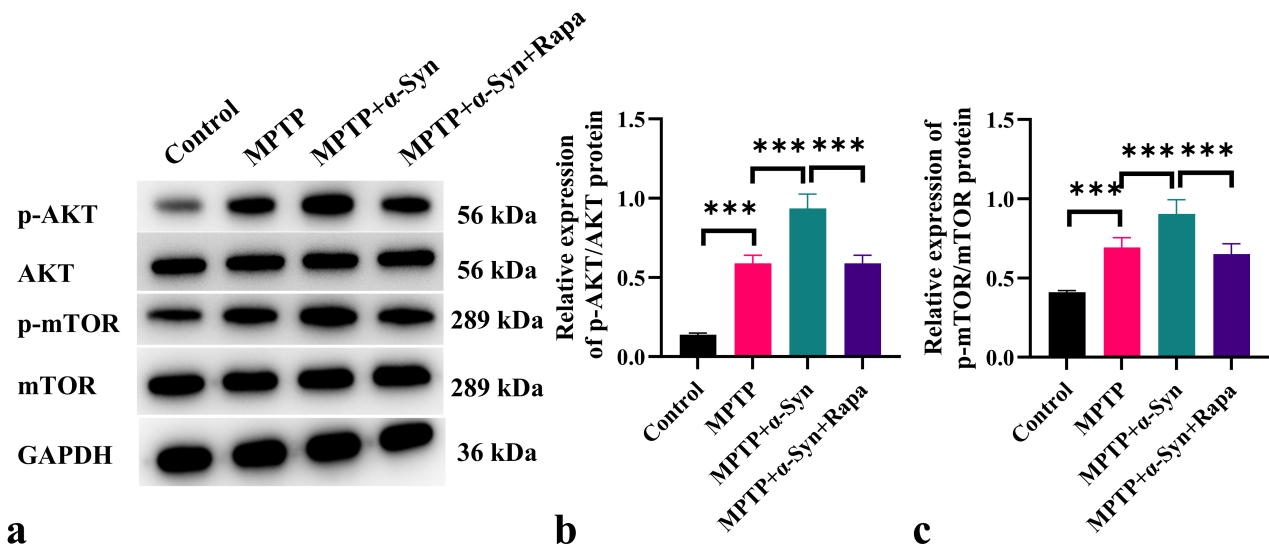 Control
MPTP
MPTP+α-Syn
MPTP+α-Syn+Rapa
p-AKT
56 kDa
AKT
56 kDa
p-mTOR
289 kDa
mTOR
289 kDa
GAPDH
36 kDa
a
Relative expression
of p-AKT/AKT protein
1.5
1.0
0.5
0.0
***
***
***
Control
MPTP
MPTP+α-Syn
MPTP+α-Syn+Rapa
b
Relative expression of
p-mTOR/mTOR protein
1.5
1.0
0.5
0.0
***
***
***
Control
MPTP
MPTP+α-Syn
MPTP+α-Syn+Rapa
c